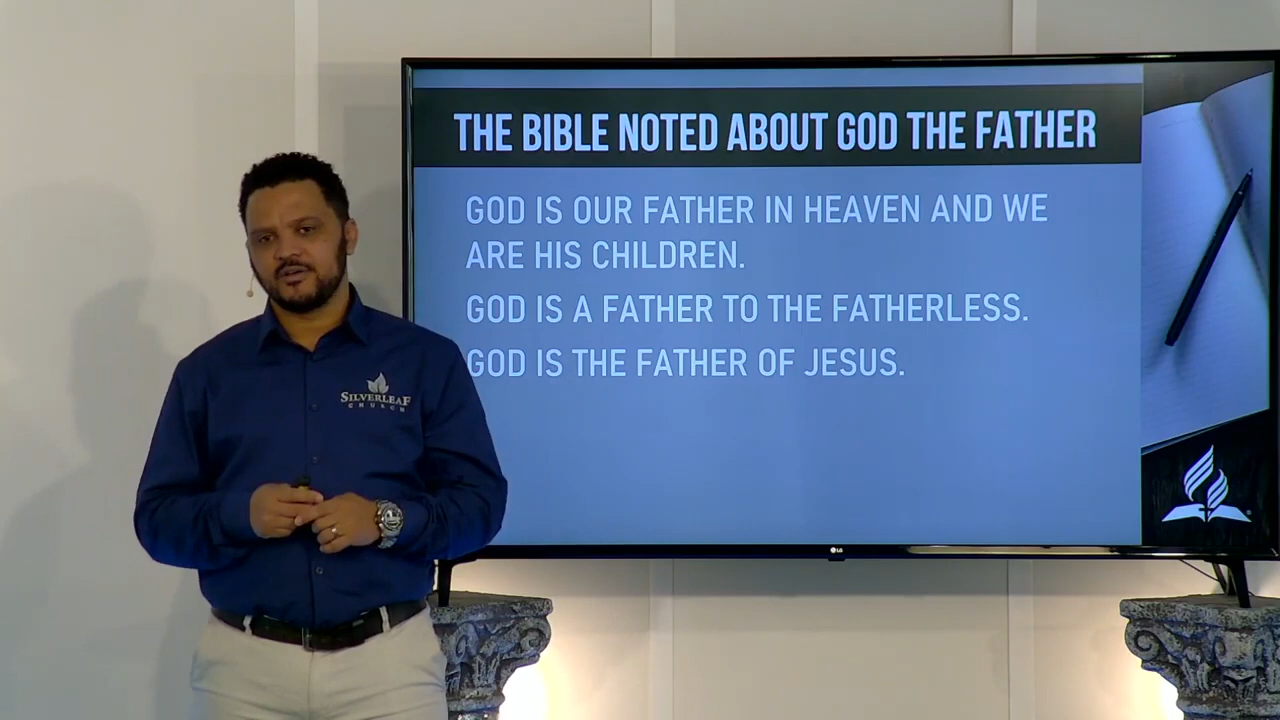 THE BIBLE NOTED ABOUT GOD THE FATHER
GOD IS OUR FATHER IN HEAVEN AND WE
ARE HIS CHILDREN.
GOD IS A FATHER TO THE FATHERLESS.
GOD IS THE FATHER OF JESUS.
SILVERLEAF
CHURCH
LG